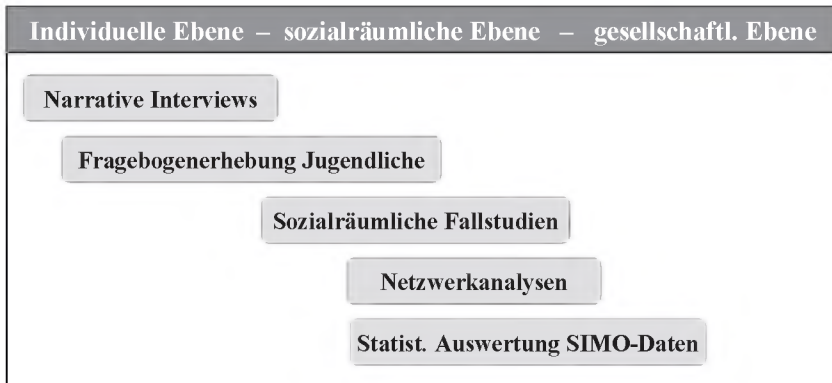 Individuelle Ebene – sozialräumliche Ebene – gesellschaftl. Ebene
Narrative Interviews
Fragebogenerhebung Jugendliche
Sozialräumliche Fallstudien
Netzwerkanalysen
Statist. Auswertung SIMO-Daten